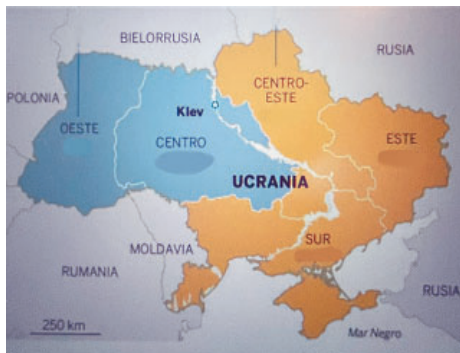 BIELORRUSIA
RUSIA
CENTRO-
ESTE
POLONIA
Kiev
OESTE
CENTRO
ESTE
UCRANIA
MOLDAVIA
SUR
RUMANIA
RUSIA
250 km
Mar Negro